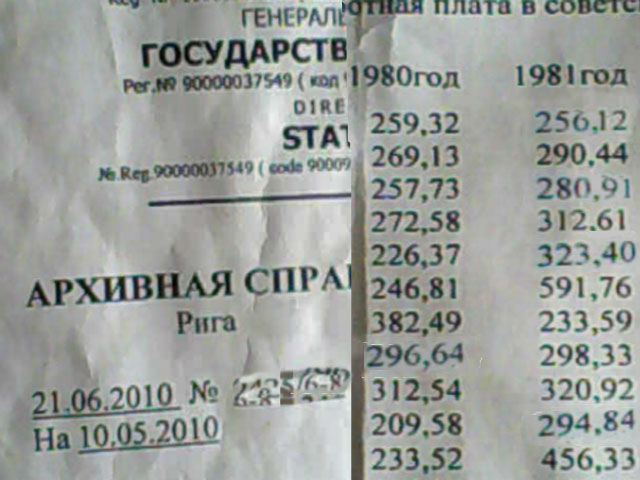 ГЕНЕРАЛЬ
ГОСУДАРСТВ
Рег.№ 90000037549 ( код
DIRE
STAT
№.Reg.90000037549 ( code 90009
АРХИВНАЯ СПРА
Рига
21.06.2010 №
На 10.05.2010
отная плата в советс
1980год 1981год
259,32 256,12
269,13 290,44
257,73 280,91
272,58 312.61
226,37 323,40
246,81 591,76
382,49 233,59
296,64 298,33
312,54 320,92
209,58 294,84
233,52 456,33